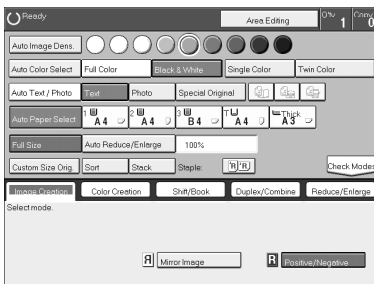 Ready Area Editing Q'ty 1 Copy 0
Auto Image Dens.
Auto Color Select Full Color Black & White Single Color Twin Color
Auto Text / Photo Text Photo Special Original
Auto Paper Select 1 A4 2 A4 3 B4 T A4 Thick A3
Full Size Auto Reduce/Enlarge 100%
Custom Size Orig. Sort Stack Staple: R R Check Modes
Image Creation Color Creation Shift/Book Duplex/Combine Reduce/Enlarge
Select mode.
R Mirror Image R Positive/Negative